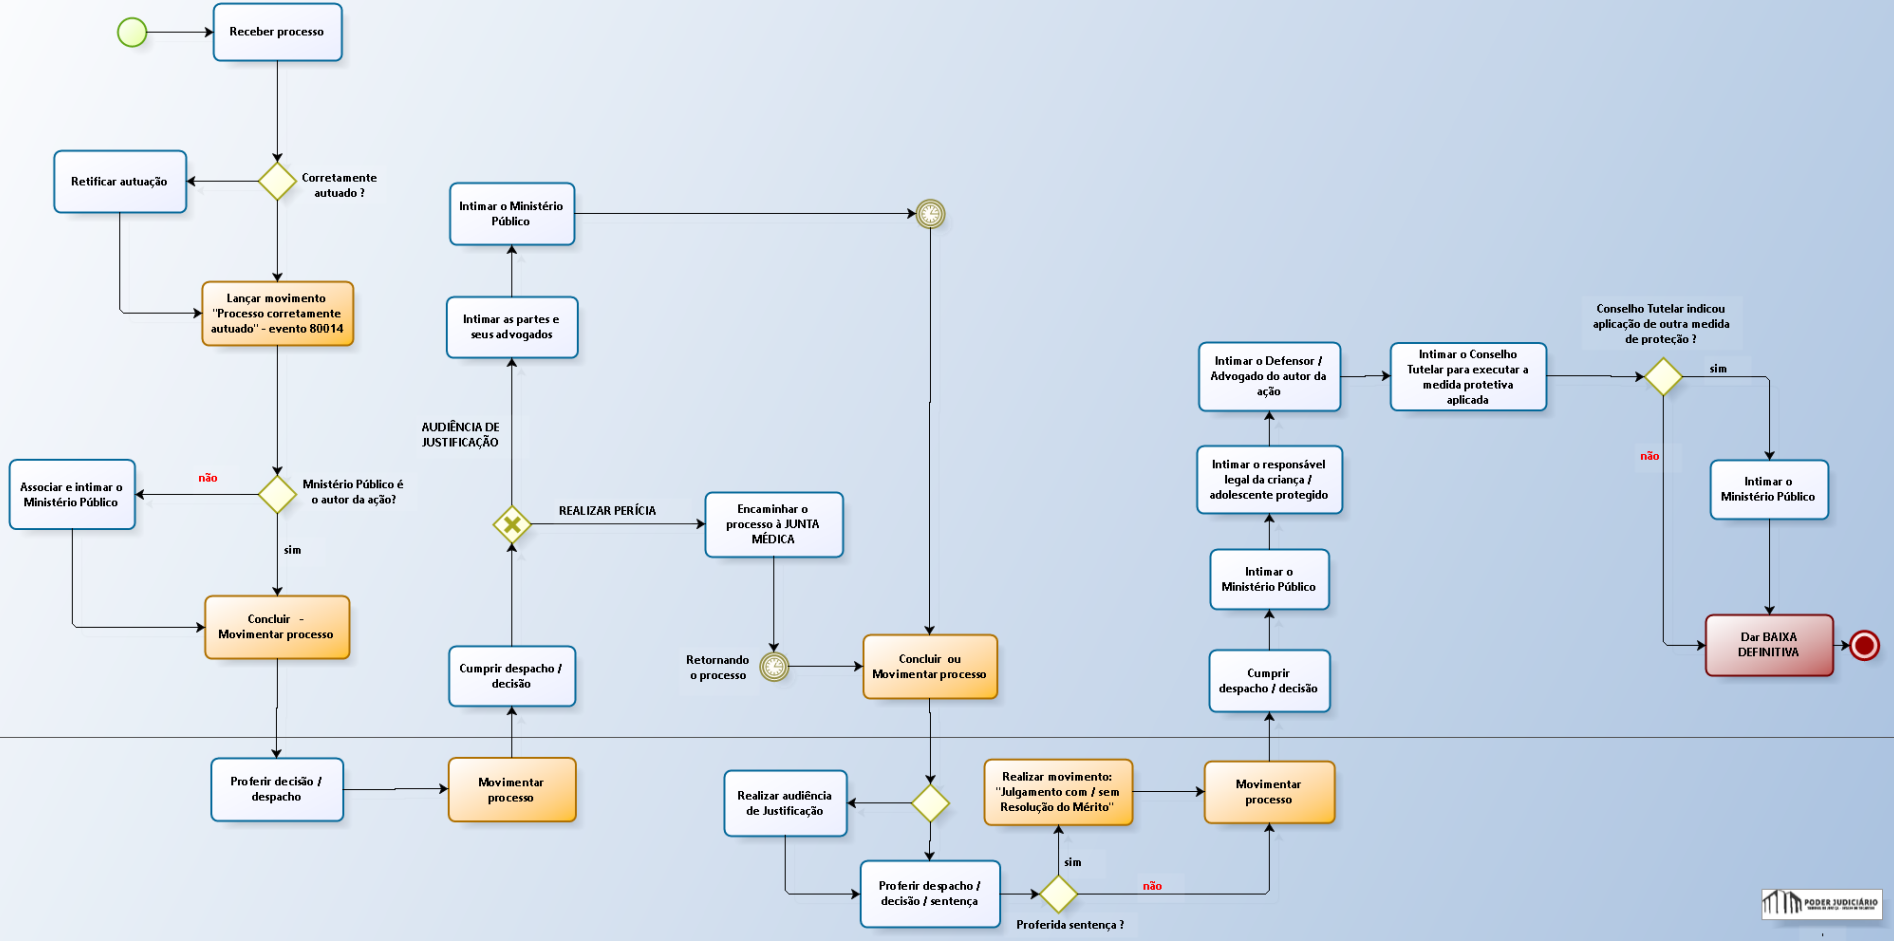 Receber processo
Retificar autuação
Corretamente
autuado ?
Lançar movimento
"Processo corretamente
autuado" - evento 80014
Associar e intimar o
Ministério Público
não
Mnistério Público é
o autor da ação?
sim
Concluir -
Movimentar processo
Proferir decisão /
despacho
Movimentar
processo
Cumprir despacho /
decisão
AUDIÊNCIA DE
JUSTIFICAÇÃO
REALIZAR PERÍCIA
Intimar as partes e
seus advogados
Intimar o Ministério
Público
Encaminhar o
processo à JUNTA
MÉDICA
Retornando
o processo
Concluir ou
Movimentar processo
Realizar audiência
de Justificação
Proferir despacho /
decisão / sentença
Proferida sentença ?
sim
não
Realizar movimento:
"Julgamento com / sem
Resolução do Mérito"
Movimentar
processo
Cumprir
despacho / decisão
Intimar o
Ministério Público
Intimar o responsável
legal da criança /
adolescente protegido
Intimar o Defensor /
Advogado do autor da
ação
Intimar o Conselho
Tutelar para executar a
medida protetiva
aplicada
Conselho Tutelar indicou
aplicação de outra medida
de proteção ?
sim
não
Intimar o
Ministério Público
Dar BAIXA
DEFINITIVA
PODER JUDICIÁRIO